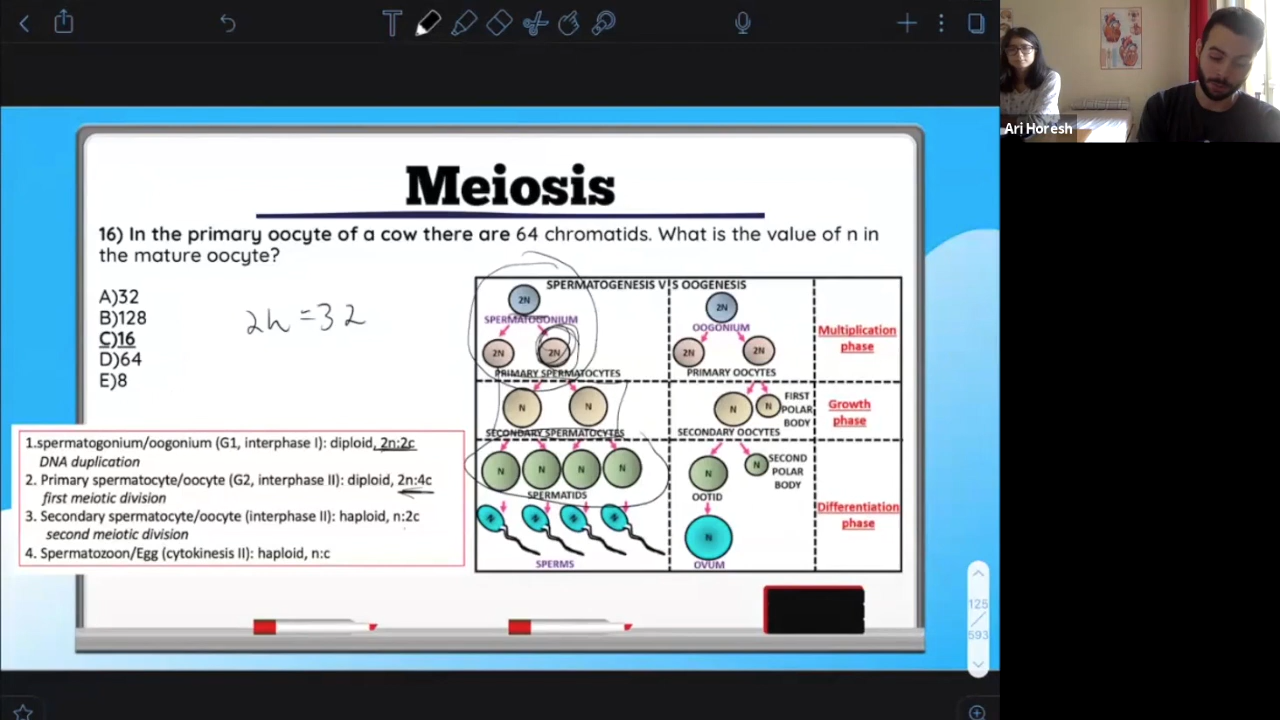 Ari Horesh
Meiosis
16) In the primary oocyte of a cow there are 64 chromatids. What is the value of n in
the mature oocyte?
A)32
B)128
C)16
D)64
E)8
2n = 32
1.spermatogonium/oogonium (G1, interphase I): diploid, 2n:2c
DNA duplication
2. Primary spermatocyte/oocyte (G2, interphase II): diploid, 2n:4c
first meiotic division
3. Secondary spermatocyte/oocyte (interphase II): haploid, n:2c
second meiotic division
4. Spermatozoon/Egg (cytokinesis II): haploid, n:c
SPERMATOGENESIS V S OOGENESIS
2N
SPERMATOGONIUM
2N 2N
PRIMARY SPERMATOCYTES
N N
SECONDARY SPERMATOCYTES
N N N N
SPERMATIDS
N N N N
SPERMS
2N
OOGONIUM
2N 2N
PRIMARY OOCYTES
N N
FIRST
POLAR
BODY
SECONDARY OOCYTES
N N
SECOND
POLAR
BODY
OOTID
N
OVUM
Multiplication
phase
Growth
phase
Differentiation
phase
125
593